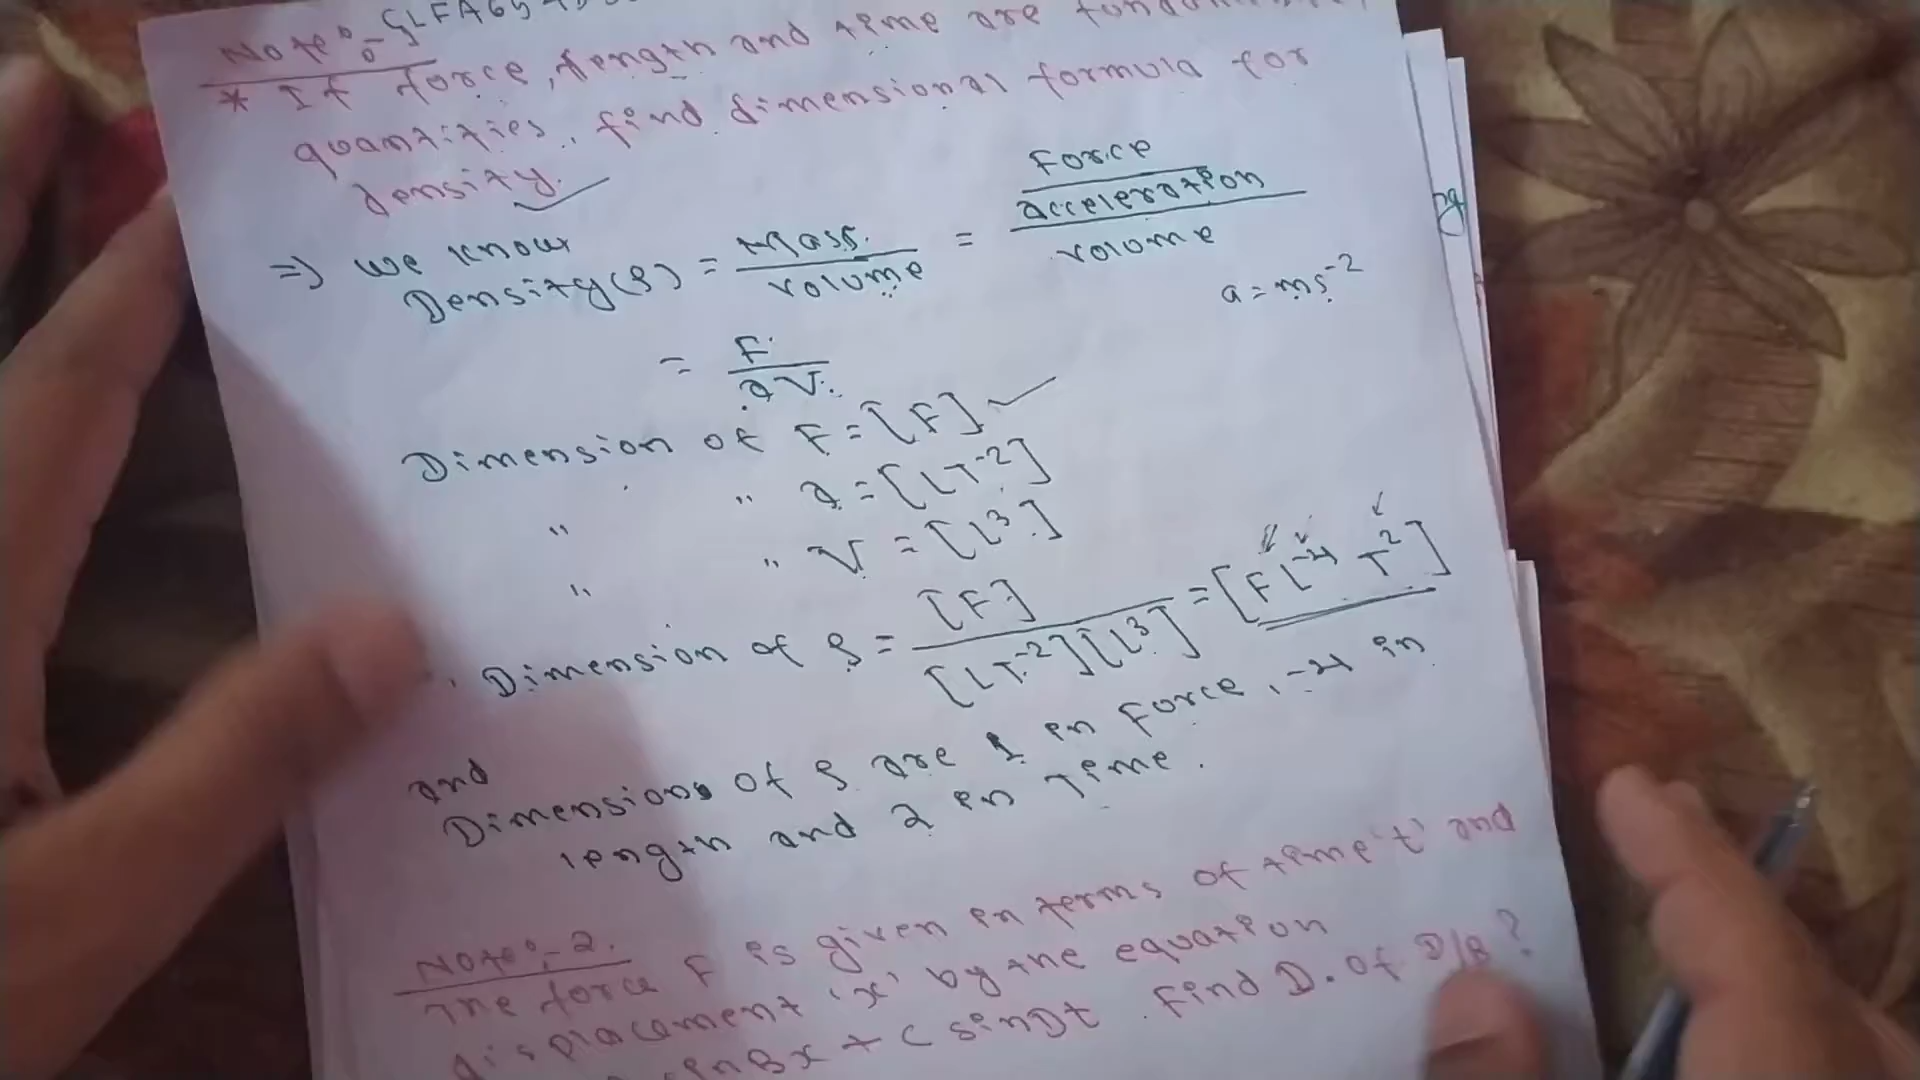 Note:-
* If force, length and time are
quantities, find dimensional formula for
density.
=) we know
Density(ρ) = Mass/volume = Force/acceleration/volume
a = ms⁻²
= F/aV
Dimension of F = [F]
" " a = [LT⁻²]
" " V = [L³]
Dimension of ρ = [F]/[LT⁻²][L³] = [FL⁻⁴ T²]
and
Dimensions of ρ are 1 in Force, -4 in
length and 2 in Time.
Note:- 2.
The force F is given in terms of time 't' and
displacement 'x' by the equation
Bx + C sinDt. Find D. of D/B?